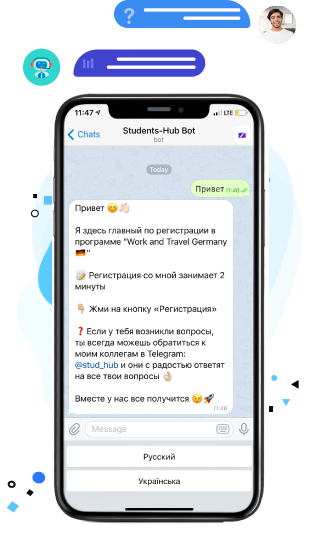 ?
11:47
LTE
Chats
Students-Hub Bot
bot
Today
Привет 11:46
Привет 😊👋🏻
Я здесь главный по регистрации в
программе "Work and Travel Germany
🇩🇪"
📝 Регистрация со мной занимает 2
минуты
👇🏼 Жми на кнопку «Регистрация»
❓ Если у тебя возникли вопросы,
ты всегда можешь обратиться к
моим коллегам в Telegram:
@stud_hub и они с радостью ответят
на все твои вопросы 👌🏼
Вместе у нас все получится 😉🚀
11:46
Message
Русский
Українська